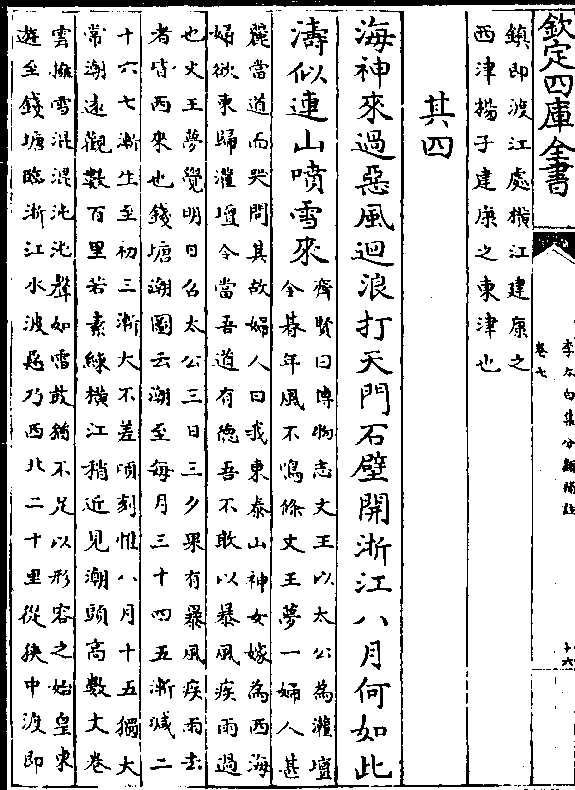 欽定四庫全書
李太白集分類補註
卷七
十六
鎮即渡江處橫江建康之
西津楊子建康之東津也
其四
海神來過惡風迴浪打天門石壁開浙江八月何如此
濤似連山噴雪來
齊賢曰博物志文王以太公為灌壇
令朞年風不鳴條文王夢一婦人甚
麗當道而哭問其故婦人曰我東泰山神女嫁為西海
婦欲東歸灌壇令當吾道有德吾不敢以暴風疾雨過
也文王夢覺明日召太公三日三夕果有暴風疾雨去
者皆西來也錢塘潮圖云潮至每月三十四五漸減二
十六七漸生至初三漸大不差頃刻惟八月十五獨大
常潮遠觀數百里若素練橫江稍近見潮頭高數丈卷
雲擁雪混混沌沌聲如雷鼓猶不足以形容之始皇東
遊至錢塘臨浙江水波惡乃西北二十里從狹中渡即